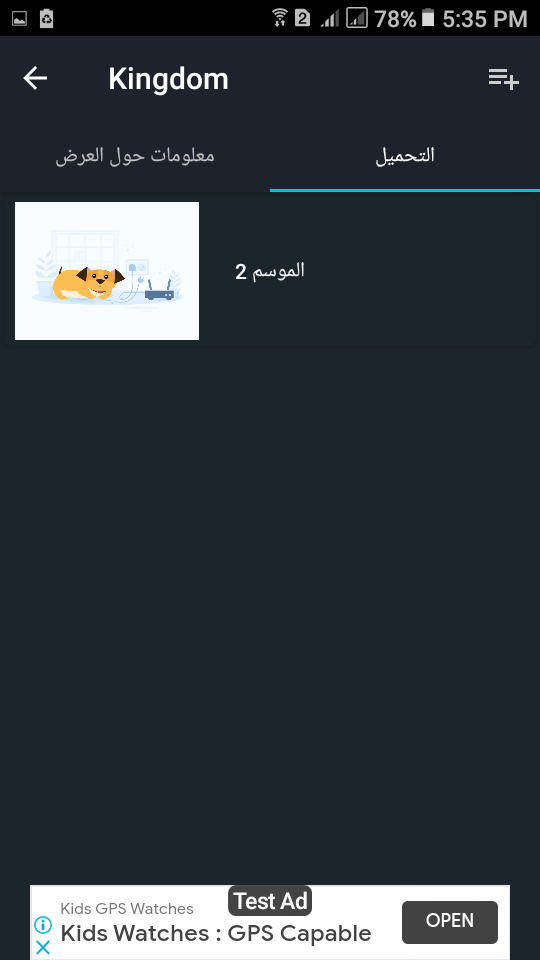 2 78% 5:35 PM
Kingdom
التحميل
معلومات حول العرض
الموسم 2
Test Ad
Kids GPS Watches
Kids Watches : GPS Capable
OPEN